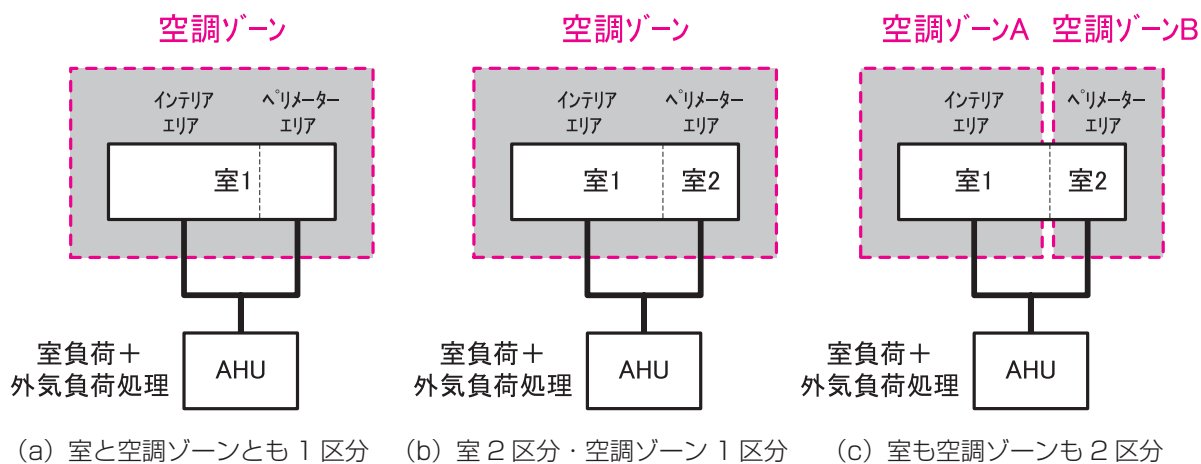 空調ゾーン
インテリア
エリア
ペリメーター
エリア
室1
AHU
室負荷＋
外気負荷処理
（a）室と空調ゾーンとも1区分
空調ゾーン
インテリア
エリア
ペリメーター
エリア
室1
室2
AHU
室負荷＋
外気負荷処理
（b）室2区分・空調ゾーン1区分
空調ゾーンA
空調ゾーンB
インテリア
エリア
ペリメーター
エリア
室1
室2
AHU
室負荷＋
外気負荷処理
（c）室も空調ゾーンも2区分